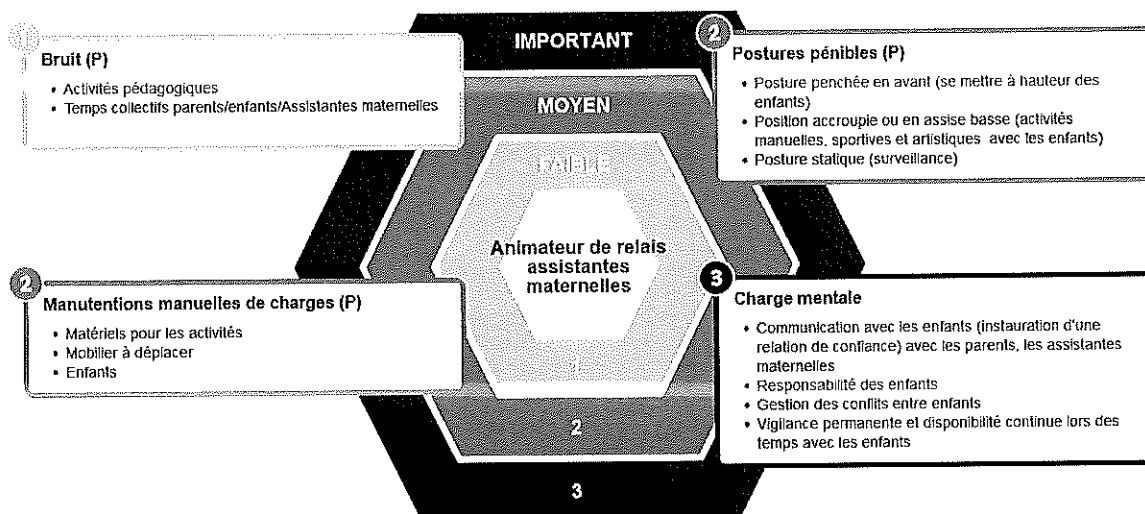 IMPORTANT
MOYEN
FAIBLE
Animateur de relais
assistantes
maternelles
1
2
3
1
Bruit (P)
• Activités pédagogiques
• Temps collectifs parents/enfants/Assistantes maternelles
2
Postures pénibles (P)
• Posture penchée en avant (se mettre à hauteur des
enfants)
• Position accroupie ou en assise basse (activités
manuelles, sportives et artistiques avec les enfants)
• Posture statique (surveillance)
2
Manutentions manuelles de charges (P)
• Matériels pour les activités
• Mobilier à déplacer
• Enfants
3
Charge mentale
• Communication avec les enfants (instauration d'une
relation de confiance) avec les parents, les assistantes
maternelles
• Responsabilité des enfants
• Gestion des conflits entre enfants
• Vigilance permanente et disponibilité continue lors des
temps avec les enfants